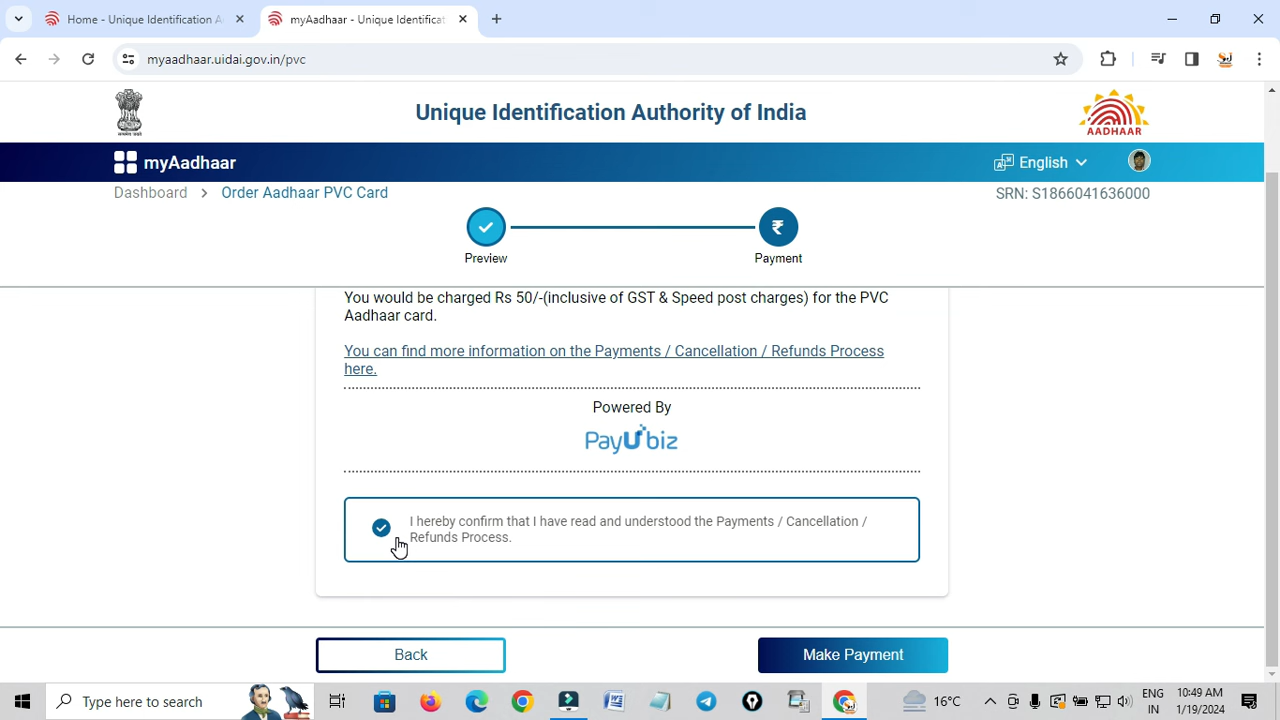 Home - Unique Identification A
myAadhaar - Unique Identificat
myaadhaar.uidai.gov.in/pvc
Unique Identification Authority of India
AADHAAR
myAadhaar
English
Dashboard > Order Aadhaar PVC Card
SRN: S1866041636000
₹
Preview
Payment
You would be charged Rs 50/-(inclusive of GST & Speed post charges) for the PVC
Aadhaar card.
You can find more information on the Payments / Cancellation / Refunds Process
here.
Powered By
PayUbiz
I hereby confirm that I have read and understood the Payments / Cancellation /
Refunds Process.
Back
Make Payment
Type here to search
16°C
ENG
IN
10:49 AM
1/19/2024